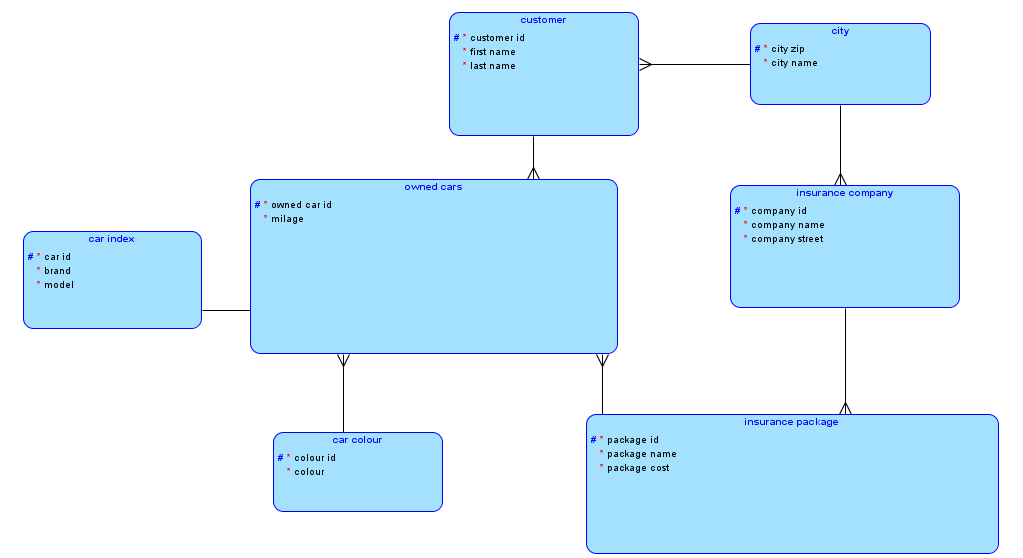 customer
# * customer id
* first name
* last name
city
# * city zip
* city name
owned cars
# * owned car id
* milage
insurance company
# * company id
* company name
* company street
car index
# * car id
* brand
* model
car colour
# * colour id
* colour
insurance package
# * package id
* package name
* package cost